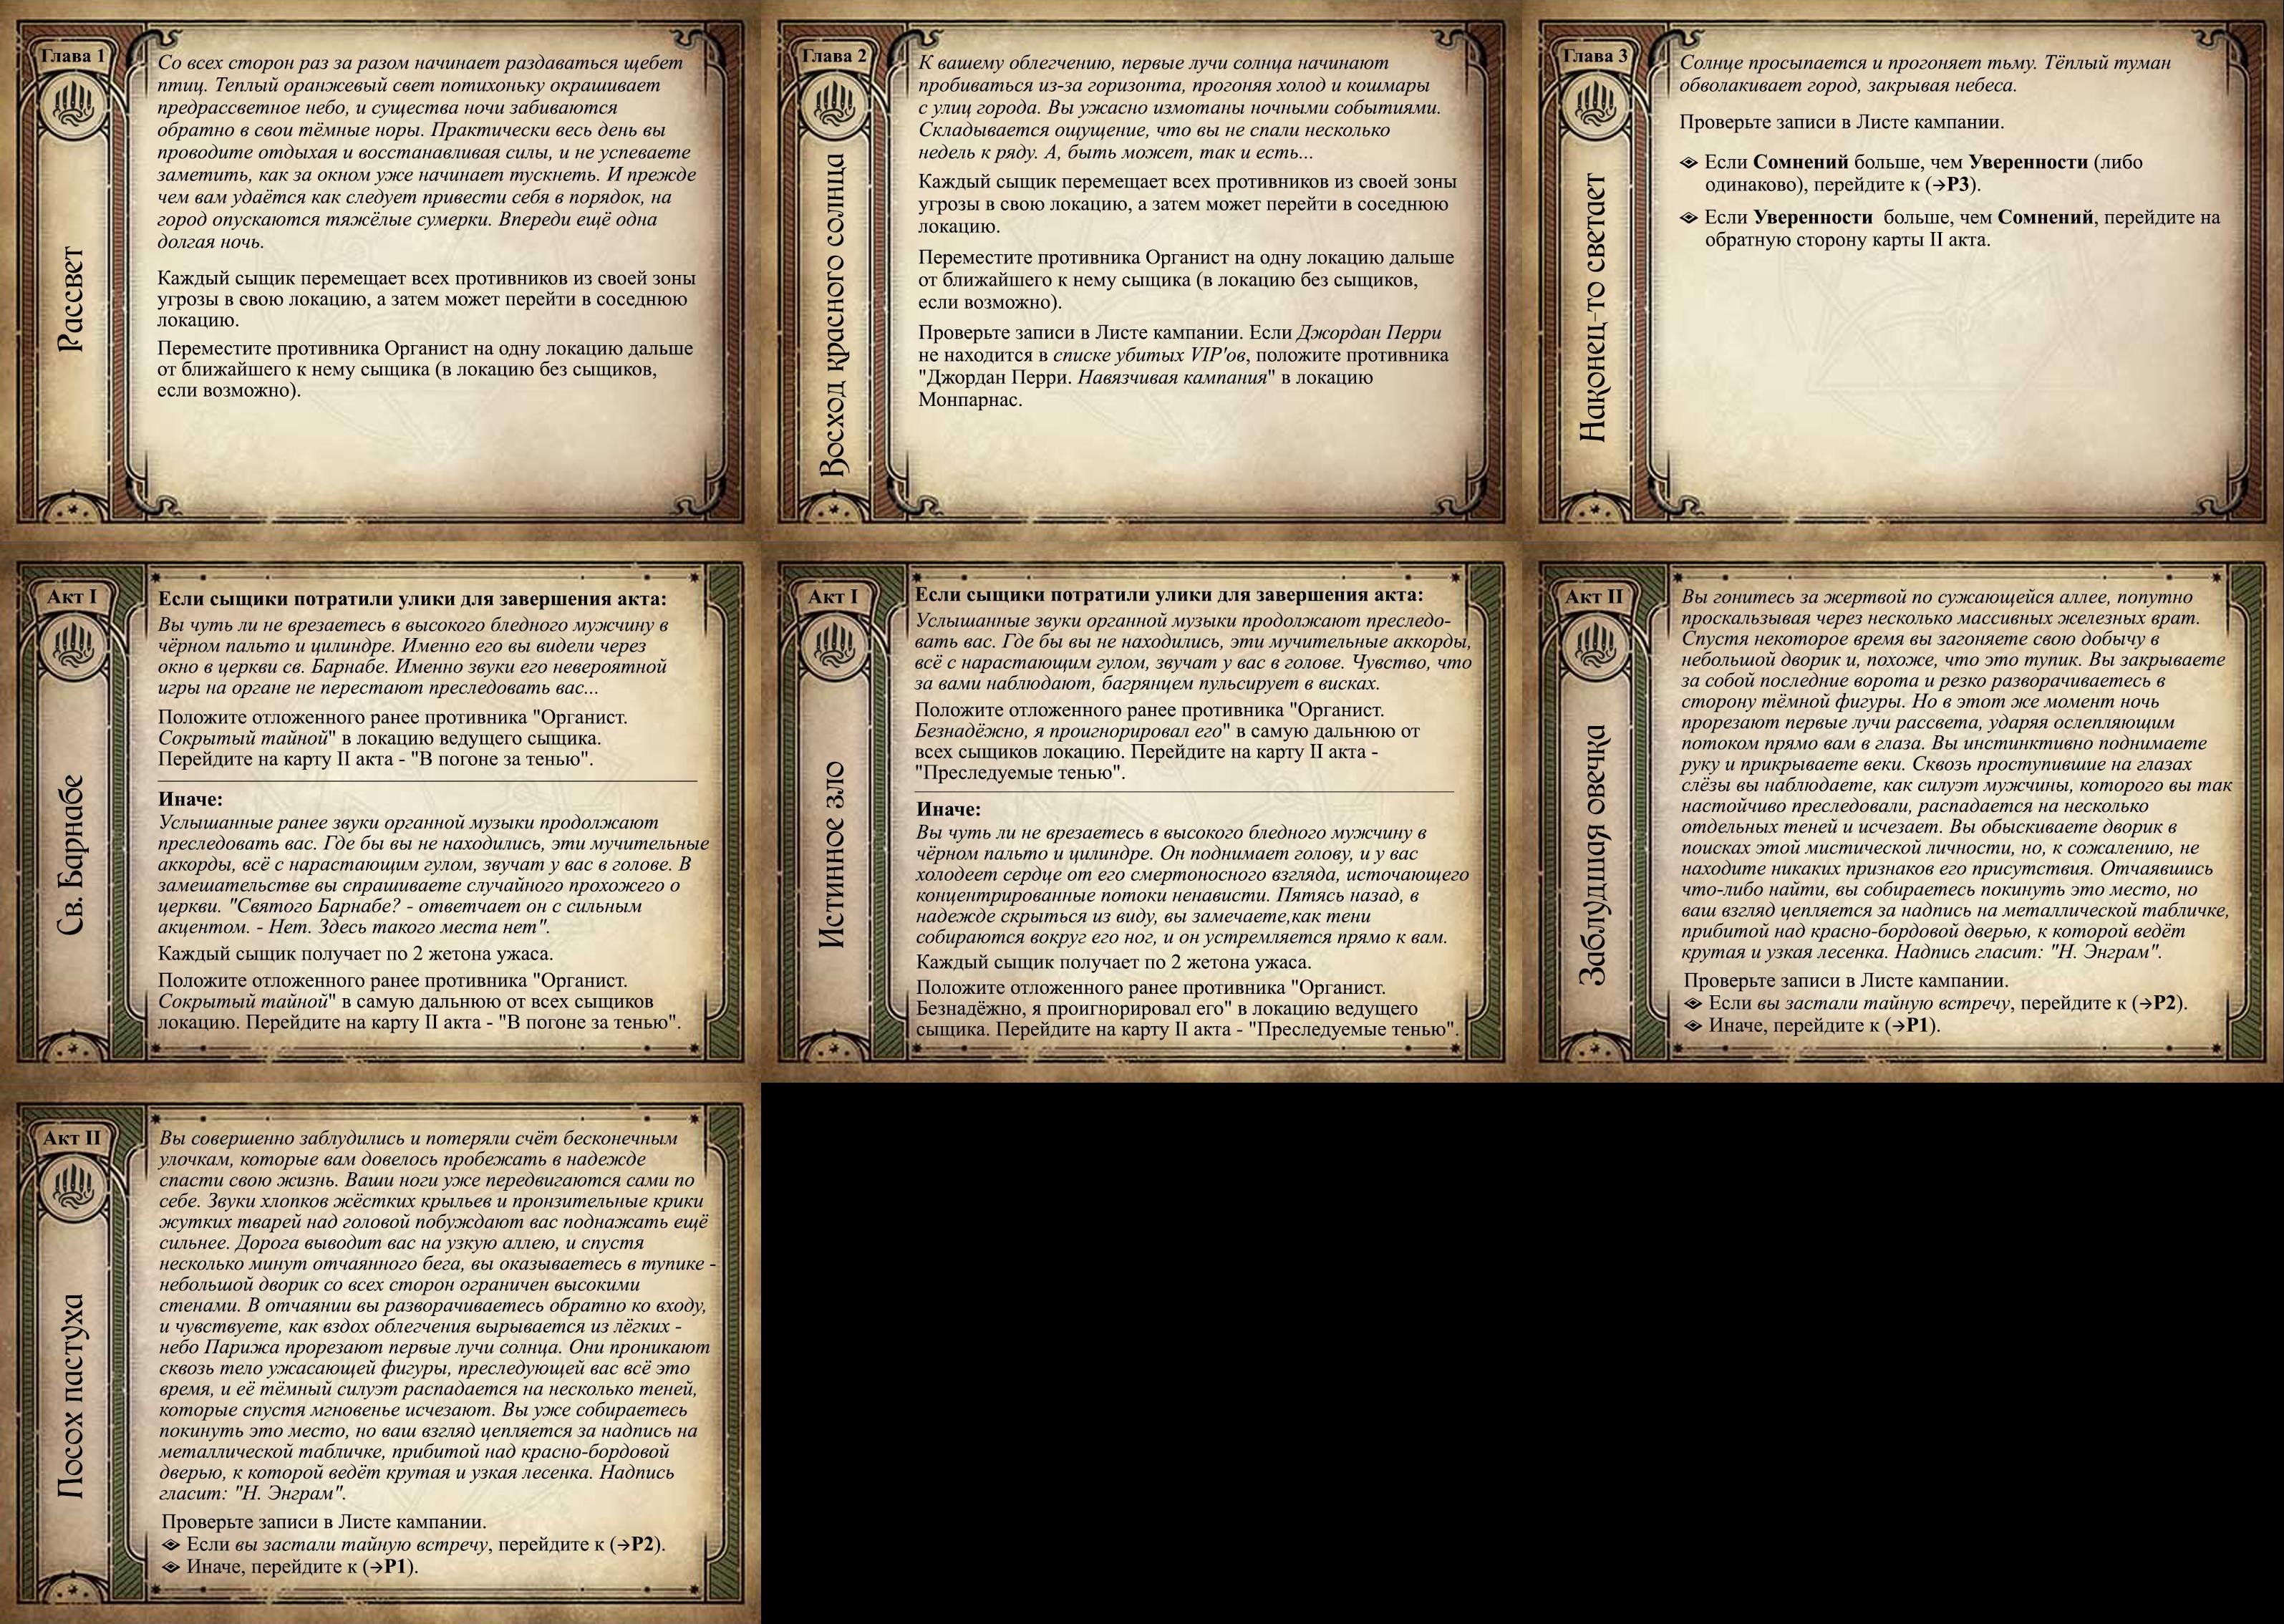 Глава 1
Рассвет
Со всех сторон раз за разом начинает раздаваться щебет
птиц. Теплый оранжевый свет потихоньку окрашивает
предрассветное небо, и существа ночи забиваются
обратно в свои тёмные норы. Практически весь день вы
проводите отдыхая и восстанавливая силы, и не успеваете
заметить, как за окном уже начинает тускнеть. И прежде
чем вам удаётся как следует привести себя в порядок, на
город опускаются тяжёлые сумерки. Впереди ещё одна
долгая ночь.
Каждый сыщик перемещает всех противников из своей зоны
угрозы в свою локацию, а затем может перейти в соседнюю
локацию.
Переместите противника Органист на одну локацию дальше
от ближайшего к нему сыщика (в локацию без сыщиков,
если возможно).
Глава 2
Восход красного солнца
К вашему облегчению, первые лучи солнца начинают
пробиваться из-за горизонта, прогоняя холод и кошмары
с улиц города. Вы ужасно измотаны ночными событиями.
Складывается ощущение, что вы не спали несколько
недель к ряду. А, быть может, так и есть...
Каждый сыщик перемещает всех противников из своей зоны
угрозы в свою локацию, а затем может перейти в соседнюю
локацию.
Переместите противника Органист на одну локацию дальше
от ближайшего к нему сыщика (в локацию без сыщиков,
если возможно).
Проверьте записи в Листе кампании. Если Джордан Перри
не находится в списке убитых VIP'ов, положите противника
"Джордан Перри. Навязчивая кампания" в локацию
Монпарнас.
Глава 3
Наконец-то светает
Солнце просыпается и прогоняет тьму. Тёплый туман
обволакивает город, закрывая небеса.
Проверьте записи в Листе кампании.
Если Сомнений больше, чем Уверенности (либо
одинаково), перейдите к (→P3).
Если Уверенности больше, чем Сомнений, перейдите на
обратную сторону карты II акта.
Акт I
Св. Барнабе
Если сыщики потратили улики для завершения акта:
Вы чуть ли не врезаетесь в высокого бледного мужчину в
чёрном пальто и цилиндре. Именно его вы видели через
окно в церкви св. Барнабе. Именно звуки его невероятной
игры на органе не перестают преследовать вас...
Положите отложенного ранее противника "Органист.
Сокрытый тайной" в локацию ведущего сыщика.
Перейдите на карту II акта - "В погоне за тенью".
Иначе:
Услышанные ранее звуки органной музыки продолжают
преследовать вас. Где бы вы не находились, эти мучительные
аккорды, всё с нарастающим гулом, звучат у вас в голове. В
замешательстве вы спрашиваете случайного прохожего о
церкви. "Святого Барнабе? - ответчает он с сильным
акцентом. - Нет. Здесь такого места нет".
Каждый сыщик получает по 2 жетона ужаса.
Положите отложенного ранее противника "Органист.
Сокрытый тайной" в самую дальнюю от всех сыщиков
локацию. Перейдите на карту II акта - "В погоне за тенью".
Акт I
Истинное зло
Если сыщики потратили улики для завершения акта:
Услышанные звуки органной музыки продолжают преследо-
вать вас. Где бы вы не находились, эти мучительные аккорды,
всё с нарастающим гулом, звучат у вас в голове. Чувство, что
за вами наблюдают, багрянцем пульсирует в висках.
Положите отложенного ранее противника "Органист.
Безнадёжно, я проигнорировал его" в самую дальнюю от
всех сыщиков локацию. Перейдите на карту II акта -
"Преследуемые тенью".
Иначе:
Вы чуть ли не врезаетесь в высокого бледного мужчину в
чёрном пальто и цилиндре. Он поднимает голову, и у вас
холодеет сердце от его смертоносного взгляда, источающего
концентрированные потоки ненависти. Пятясь назад, в
надежде скрыться из виду, вы замечаете,как тени
собираются вокруг его ног, и он устремляется прямо к вам.
Каждый сыщик получает по 2 жетона ужаса.
Положите отложенного ранее противника "Органист.
Безнадёжно, я проигнорировал его" в локацию ведущего
сыщика. Перейдите на карту II акта - "Преследуемые тенью".
Акт II
Заблудшая овечка
Вы гонитесь за жертвой по сужающейся аллее, попутно
проскальзывая через несколько массивных железных врат.
Спустя некоторое время вы загоняете свою добычу в
небольшой дворик и, похоже, что это тупик. Вы закрываете
за собой последние ворота и резко разворачиваетесь в
сторону тёмной фигуры. Но в этот же момент ночь
прорезают первые лучи рассвета, ударяя ослепляющим
потоком прямо вам в глаза. Вы инстинктивно поднимаете
руку и прикрываете веки. Сквозь проступившие на глазах
слёзы вы наблюдаете, как силуэт мужчины, которого вы так
настойчиво преследовали, распадается на несколько
отдельных теней и исчезает. Вы обыскиваете дворик в
поисках этой мистической личности, но, к сожалению, не
находите никаких признаков его присутствия. Отчаявшись
что-либо найти, вы собираетесь покинуть это место, но
ваш взгляд цепляется за надпись на металлической табличке,
прибитой над красно-бордовой дверью, к которой ведёт
крутая и узкая лесенка. Надпись гласит: "Н. Энграм".
Проверьте записи в Листе кампании.
Если вы застали тайную встречу, перейдите к (→P2).
Иначе, перейдите к (→P1).
Акт II
Посох пастуха
Вы совершенно заблудились и потеряли счёт бесконечным
улочкам, которые вам довелось пробежать в надежде
спасти свою жизнь. Ваши ноги уже передвигаются сами по
себе. Звуки хлопков жёстких крыльев и пронзительные крики
жутких тварей над головой побуждают вас поднажать ещё
сильнее. Дорога выводит вас на узкую аллею, и спустя
несколько минут отчаянного бега, вы оказываетесь в тупике -
небольшой дворик со всех сторон ограничен высокими
стенами. В отчаянии вы разворачиваетесь обратно ко входу,
и чувствуете, как вздох облегчения вырывается из лёгких -
небо Парижа прорезают первые лучи солнца. Они проникают
сквозь тело ужасающей фигуры, преследующей вас всё это
время, и её тёмный силуэт распадается на несколько теней,
которые спустя мгновенье исчезают. Вы уже собираетесь
покинуть это место, но ваш взгляд цепляется за надпись на
металлической табличке, прибитой над красно-бордовой
дверью, к которой ведёт крутая и узкая лесенка. Надпись
гласит: "Н. Энграм".
Проверьте записи в Листе кампании.
Если вы застали тайную встречу, перейдите к (→P2).
Иначе, перейдите к (→P1).